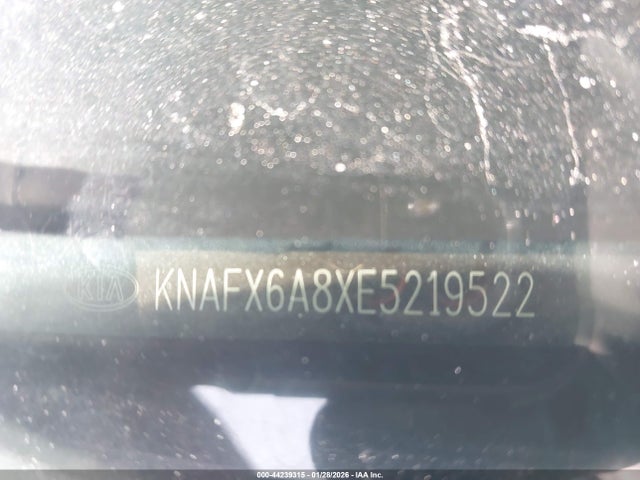 KIA KNAFX6A8XE5219522
000-44239315 - 01/28/2026 - IAA Inc.